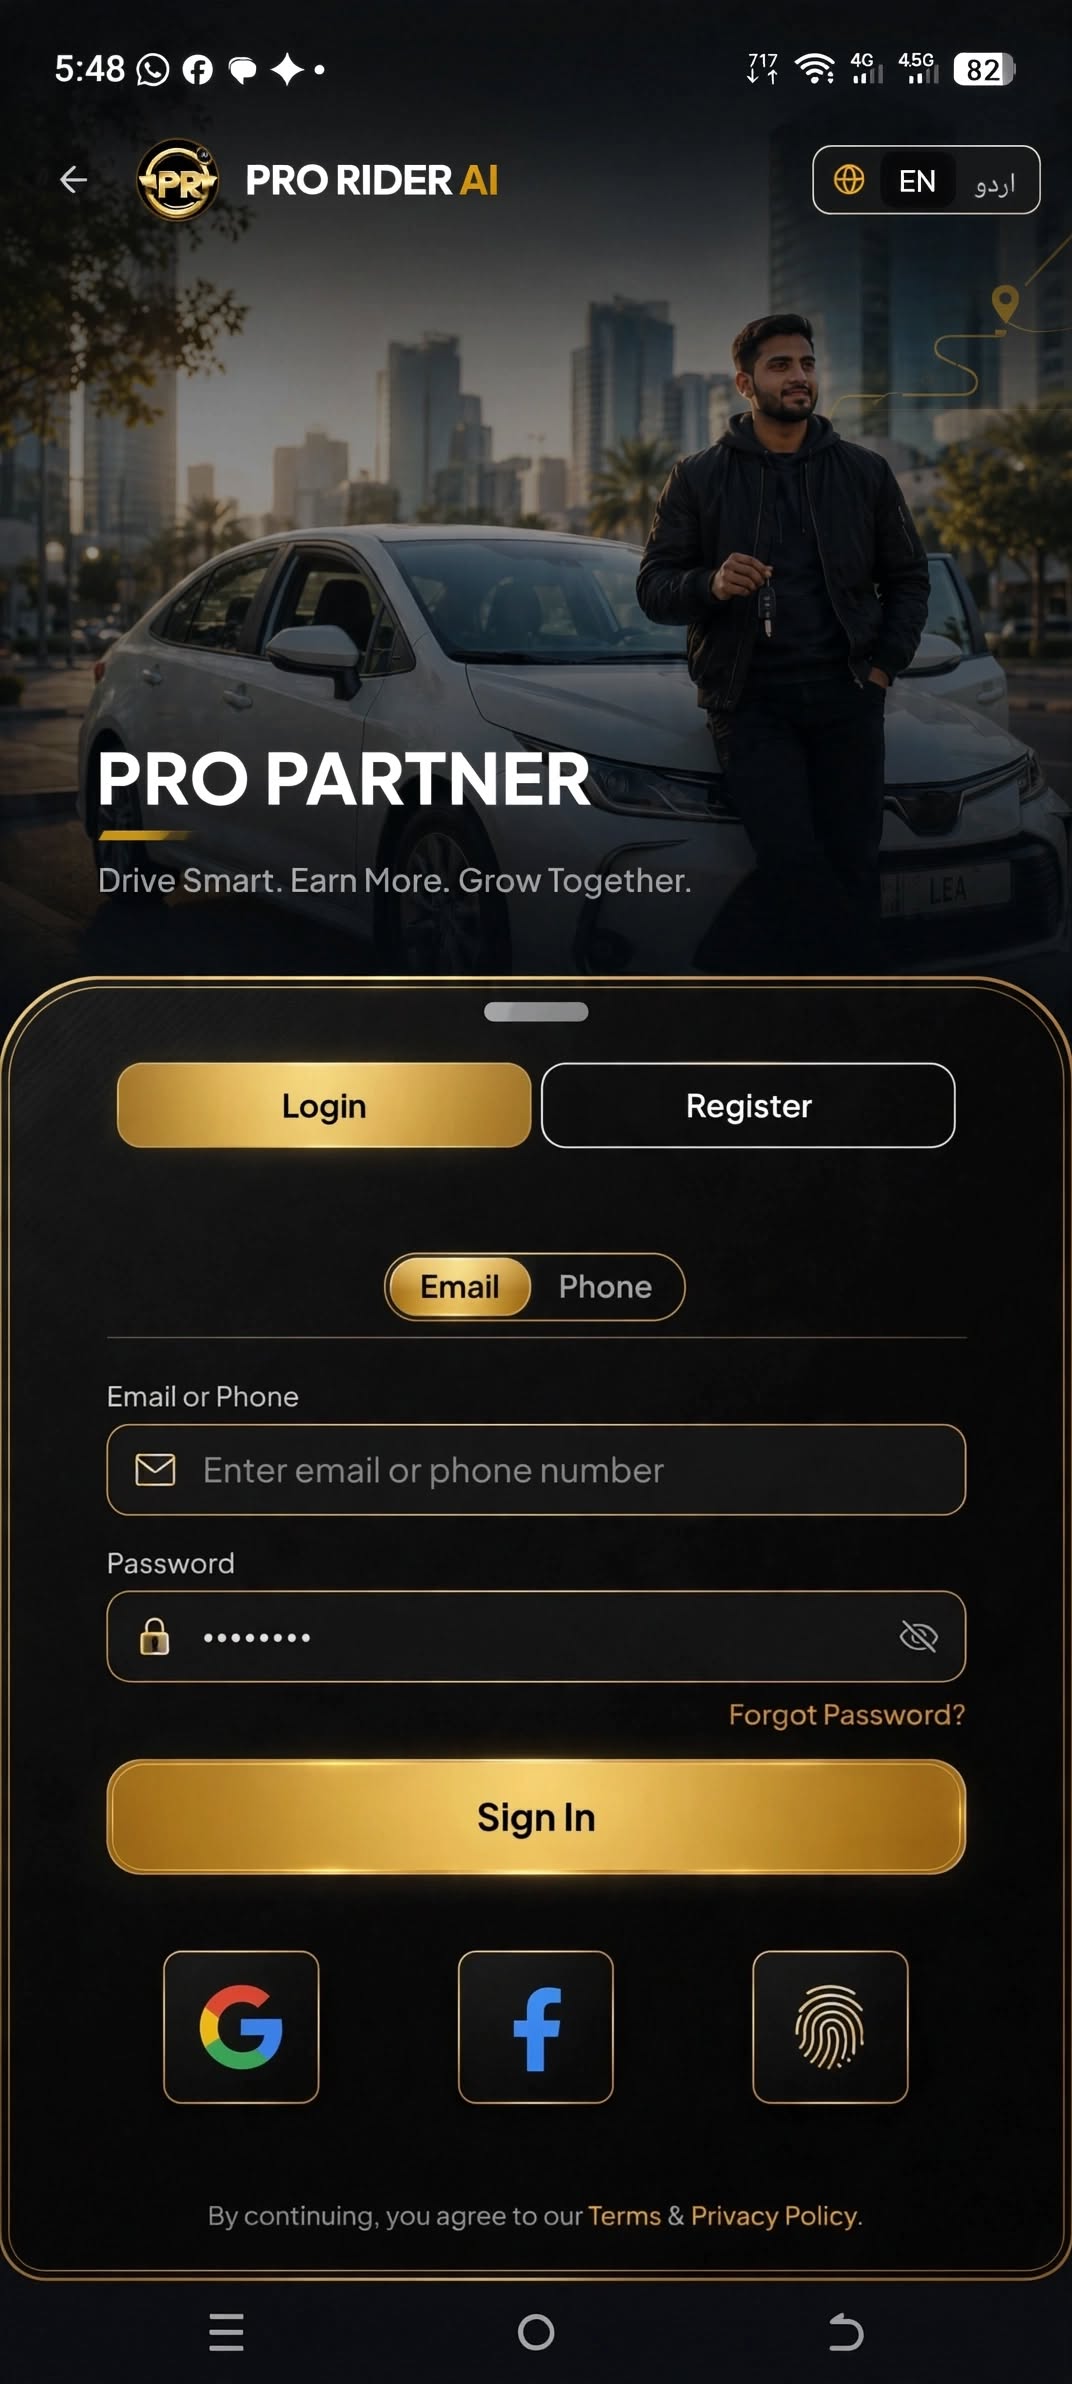 5:48
717 4G 4.5G 82
PR PRO RIDER AI
EN اردو
LEA
PRO PARTNER
Drive Smart. Earn More. Grow Together.
Login Register
Email Phone
Email or Phone
Enter email or phone number
Password
••••••••
Forgot Password?
Sign In
By continuing, you agree to our Terms & Privacy Policy.